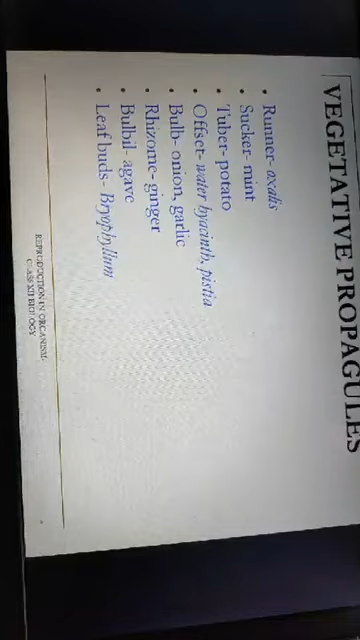 VEGETATIVE PROPAGULES
• Runner- oxalis
• Sucker- mint
• Tuber- potato
• Offset- water hyacinth, pistia
• Bulb- onion, garlic
• Rhizome- ginger
• Bulbil- agave
• Leaf buds- Bryophyllum
REPRODUCTION IN ORGANISM-
CLASS XII BIOLOGY